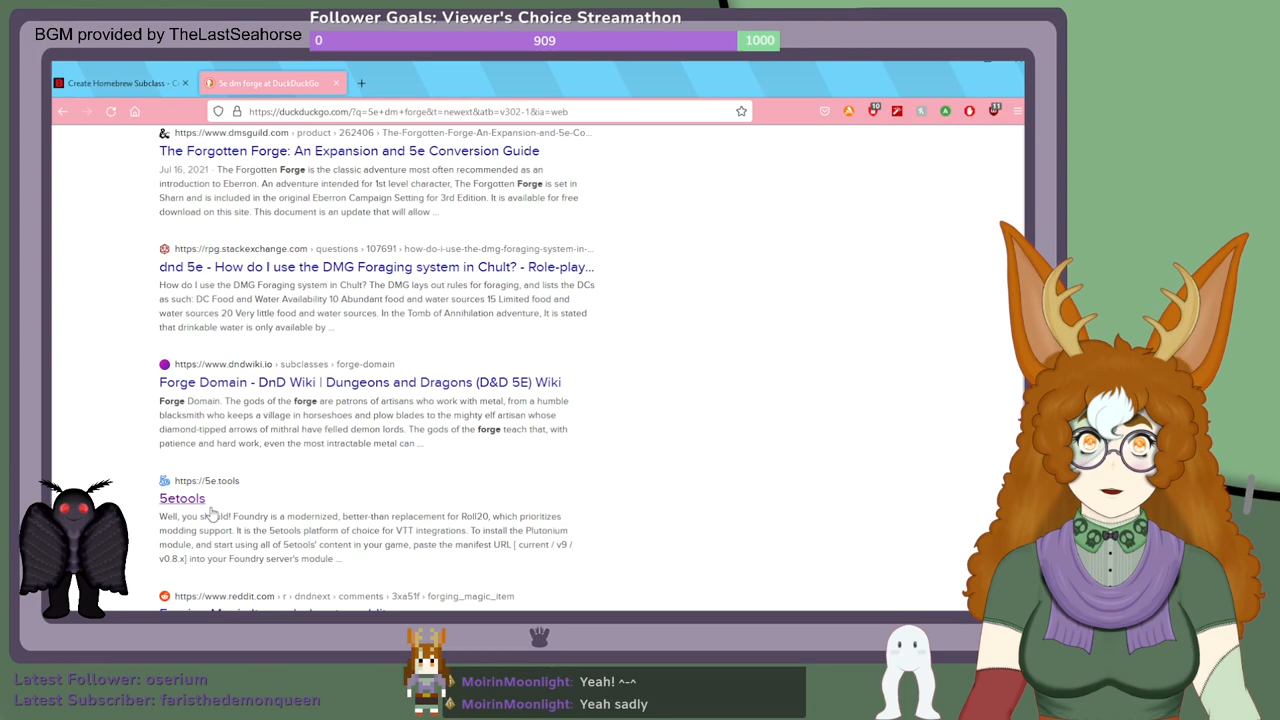 Follower Goals: Viewer's Choice Streamathon
BGM provided by TheLastSeahorse
0 909 1000
Create Homebrew Subclass - C
5e dm forge at DuckDuckGo
https://duckduckgo.com/?q=5e+dm+forge&t=newext&atb=v302-1&ia=web
10
11
https://www.dmsguild.com › product › 262406 › The-Forgotten-Forge-An-Expansion-and-5e-Co...
The Forgotten Forge: An Expansion and 5e Conversion Guide
Jul 16, 2021 · The Forgotten Forge is the classic adventure most often recommended as an
introduction to Eberron. An adventure intended for 1st level character, The Forgotten Forge is set in
Sharn and is included in the original Eberron Campaign Setting for 3rd Edition. It is available for free
download on this site. This document is an update that will allow ...
https://rpg.stackexchange.com › questions › 107691 › how-do-i-use-the-dmg-foraging-system-in-...
dnd 5e - How do I use the DMG Foraging system in Chult? - Role-play...
How do I use the DMG Foraging system in Chult? The DMG lays out rules for foraging, and lists the DCs
as such: DC Food and Water Availability 10 Abundant food and water sources 15 Limited food and
water sources 20 Very little food and water sources. In the Tomb of Annihilation adventure, It is stated
that drinkable water is only available by ...
https://www.dndwiki.io › subclasses › forge-domain
Forge Domain - DnD Wiki | Dungeons and Dragons (D&D 5E) Wiki
Forge Domain. The gods of the forge are patrons of artisans who work with metal, from a humble
blacksmith who keeps a village in horseshoes and plow blades to the mighty elf artisan whose
diamond-tipped arrows of mithral have felled demon lords. The gods of the forge teach that, with
patience and hard work, even the most intractable metal can ...
https://5e.tools
5etools
Well, you should! Foundry is a modernized, better-than replacement for Roll20, which prioritizes
modding support. It is the 5etools platform of choice for VTT integrations. To install the Plutonium
module, and start using all of 5etools' content in your game, paste the manifest URL [ current / v9 /
v0.8.x] into your Foundry server's module ...
https://www.reddit.com › r › dndnext › comments › 3xa51f › forging_magic_item
Latest Follower: oserium
Latest Subscriber: faristhedemonqueen
MoirinMoonlight: Yeah! ^-^
MoirinMoonlight: Yeah sadly